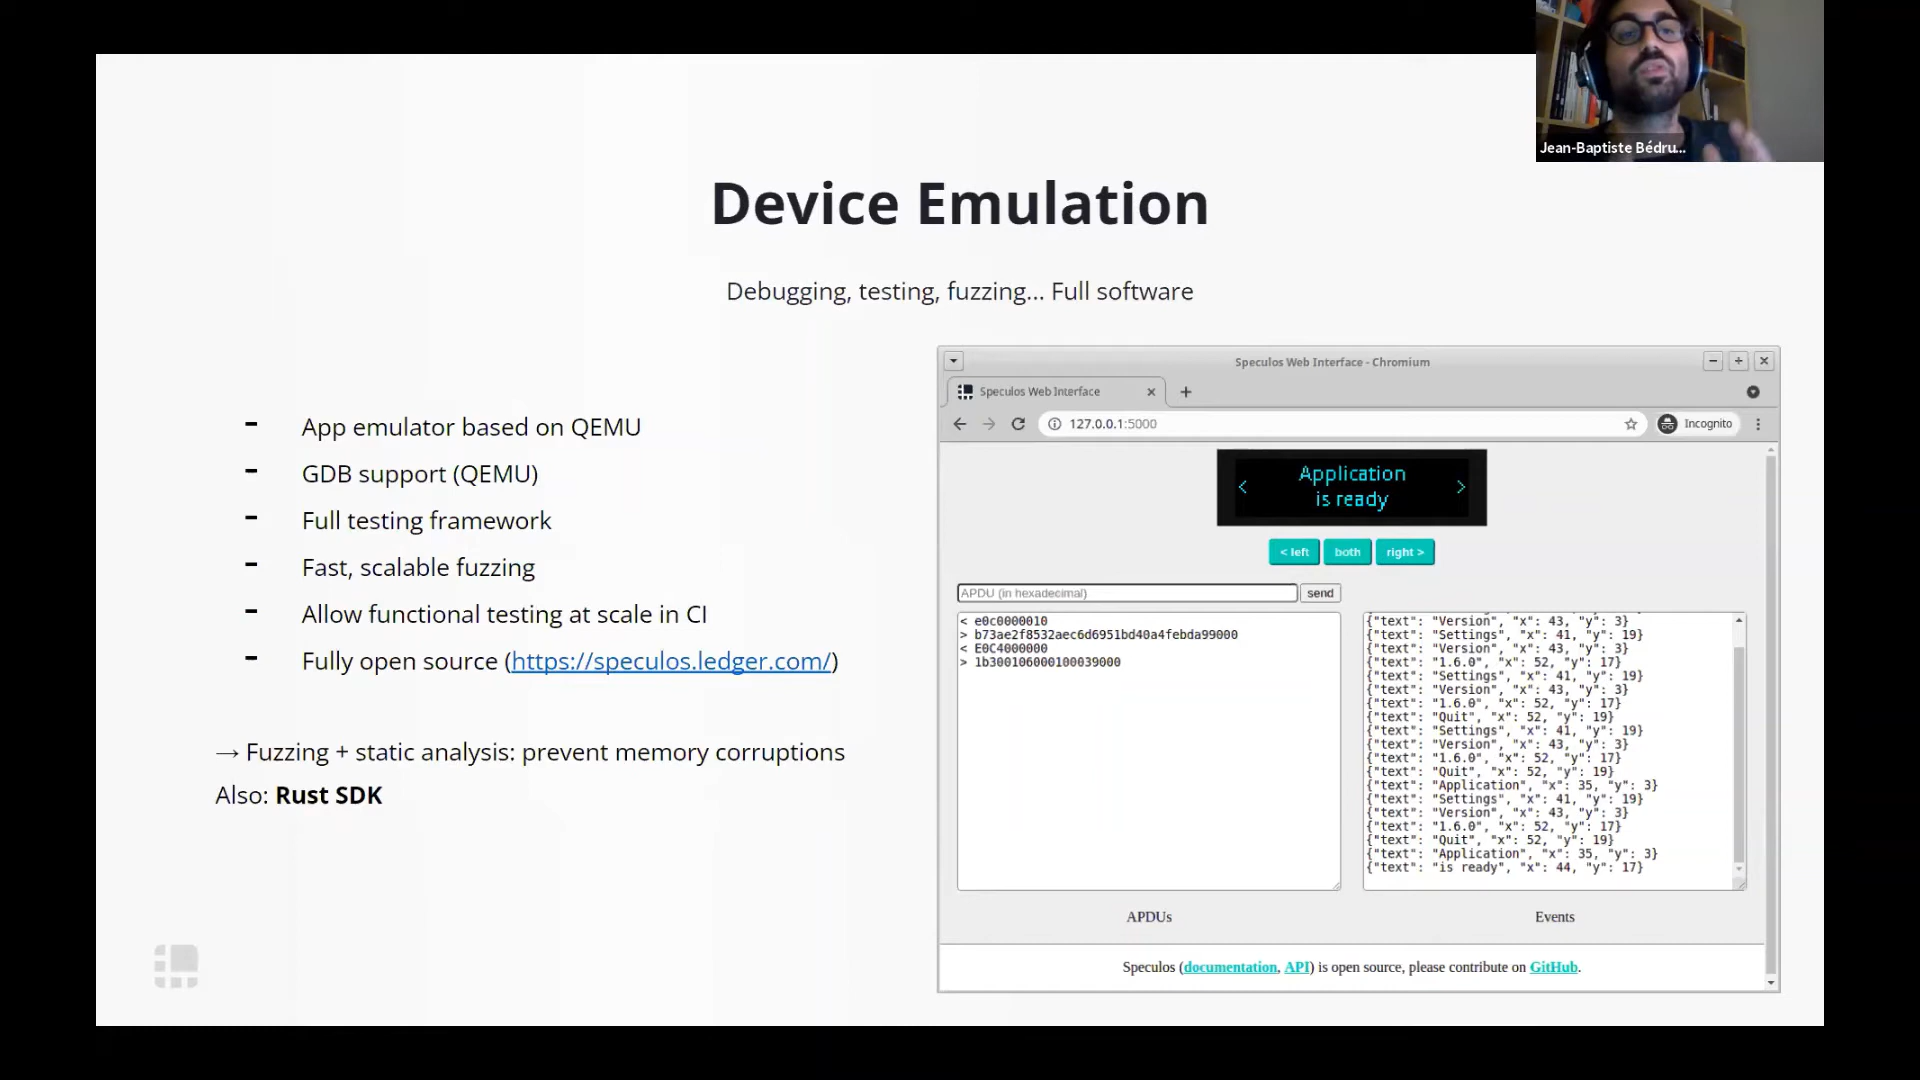 Jean-Baptiste Bédru...
Device Emulation
Debugging, testing, fuzzing... Full software
- App emulator based on QEMU
- GDB support (QEMU)
- Full testing framework
- Fast, scalable fuzzing
- Allow functional testing at scale in CI
- Fully open source (https://speculos.ledger.com/)
→ Fuzzing + static analysis: prevent memory corruptions
Also: Rust SDK
Speculos Web Interface - Chromium
Speculos Web Interface
127.0.0.1:5000
Incognito
Application
< is ready >
< left both right >
APDU (in hexadecimal) send
< e0c0000010
> b73ae2f8532aec6d6951bd40a4febda99000
< E0C4000000
> 1b300106000100039000
{"text": "Version", "x": 43, "y": 3}
{"text": "Settings", "x": 41, "y": 19}
{"text": "Version", "x": 43, "y": 3}
{"text": "1.6.0", "x": 52, "y": 17}
{"text": "Settings", "x": 41, "y": 19}
{"text": "Version", "x": 43, "y": 3}
{"text": "1.6.0", "x": 52, "y": 17}
{"text": "Quit", "x": 52, "y": 19}
{"text": "Settings", "x": 41, "y": 19}
{"text": "Version", "x": 43, "y": 3}
{"text": "1.6.0", "x": 52, "y": 17}
{"text": "Quit", "x": 52, "y": 19}
{"text": "Application", "x": 35, "y": 3}
{"text": "Settings", "x": 41, "y": 19}
{"text": "Version", "x": 43, "y": 3}
{"text": "1.6.0", "x": 52, "y": 17}
{"text": "Quit", "x": 52, "y": 19}
{"text": "Application", "x": 35, "y": 3}
{"text": "is ready", "x": 44, "y": 17}
APDUs
Events
Speculos (documentation, API) is open source, please contribute on GitHub.